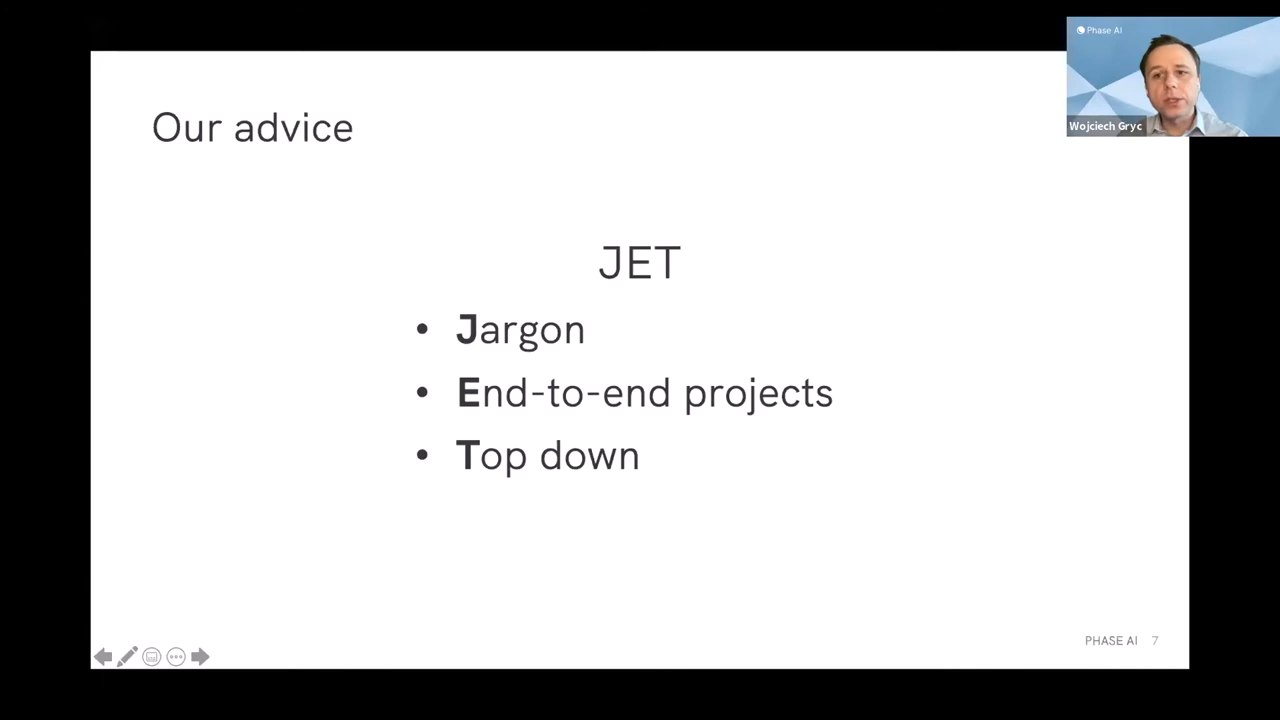 Phase AI
Wojciech Gryc
Our advice
JET
• Jargon
• End-to-end projects
• Top down
PHASE AI 7